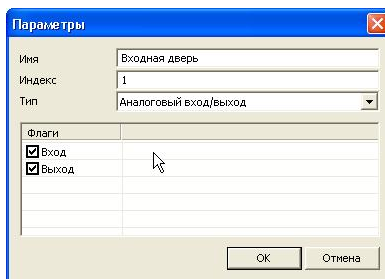 Параметры
Имя Входная дверь
Индекс 1
Тип Аналоговый вход/выход
Флаги
Вход
Выход
OK Отмена